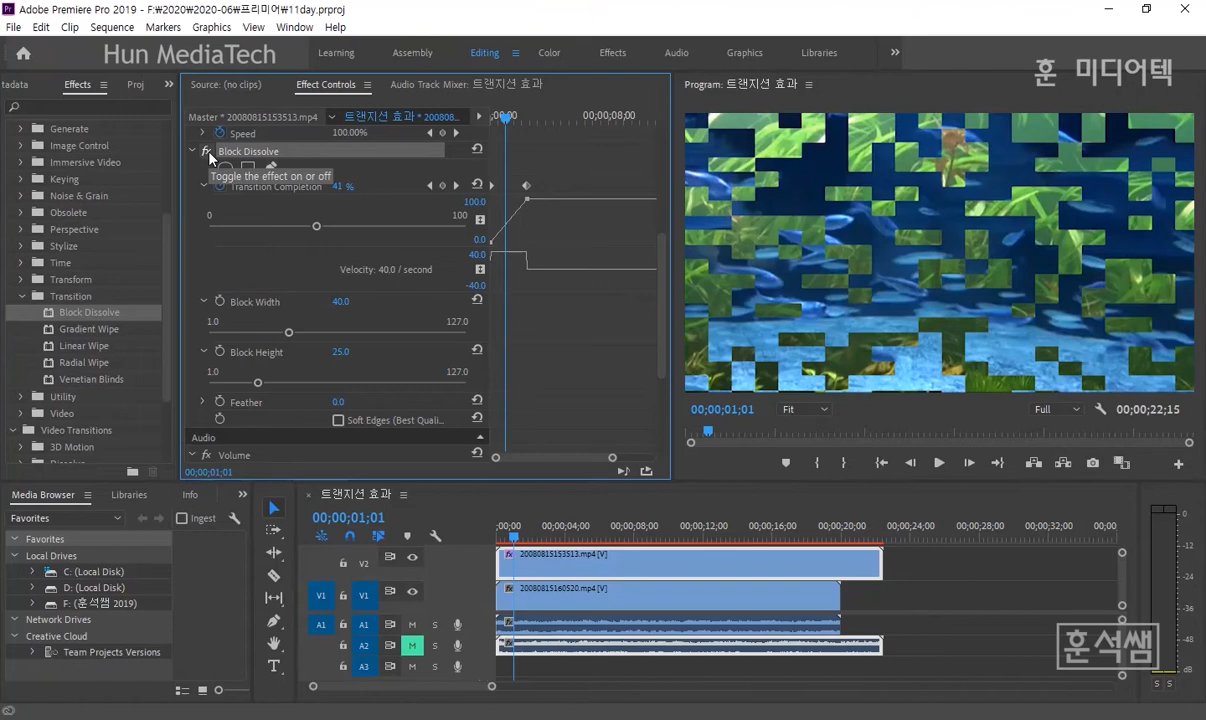 Adobe Premiere Pro 2019 - F:₩2020₩2020-06₩프리미어₩11day.prproj
File Edit Clip Sequence Markers Graphics View Window Help
Hun MediaTech Learning Assembly Editing Color Effects Audio Graphics Libraries
훈 미디어텍
tadata Effects Proj
Source: (no clips) Effect Controls Audio Track Mixer: 트랜지션 효과
Program: 트랜지션 효과
Master * 20080815153513.mp4 트랜지션 효과 * 200808... ;00;00 00;00;08;00
Generate
Image Control
Immersive Video
Keying
Noise & Grain
Obsolete
Perspective
Stylize
Time
Transform
Transition
Block Dissolve
Gradient Wipe
Linear Wipe
Radial Wipe
Venetian Blinds
Utility
Video
Video Transitions
3D Motion
Speed 100.00%
fx Block Dissolve
Toggle the effect on or off
Transition Completion 41 %
100.0
0 100
0.0
40.0
Velocity: 40.0 / second
-40.0
Block Width 40.0
1.0 127.0
Block Height 25.0
1.0 127.0
Feather 0.0
Soft Edges (Best Quali...
Audio
fx Volume
00;00;01;01
00;00;01;01 Fit Full 00;00;22;15
Media Browser Libraries Info
Favorites Ingest
Favorites
Local Drives
C: (Local Disk)
D: (Local Disk)
F: (훈석쌤 2019)
Network Drives
Creative Cloud
Team Projects Versions
트랜지션 효과
00;00;01;01
;00;00 00;00;04;00 00;00;08;00 00;00;12;00 00;00;16;00 00;00;20;00 00;00;24;00 00;00;28;00 00;00;32;00 00;00
V2 fx 20080815153513.mp4 [V]
V1 V1 fx 20080815160520.mp4 [V]
A1 A1 M S
A2 M S
A3 M S
0
-12
-24
-36
-48
dB
S S
훈석쌤